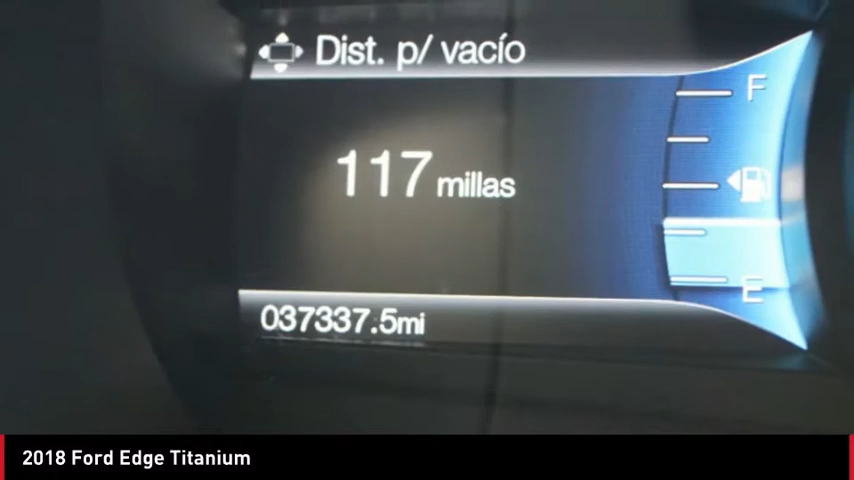 Dist. p/ vacío
F
117 millas
E
037337.5mi
2018 Ford Edge Titanium